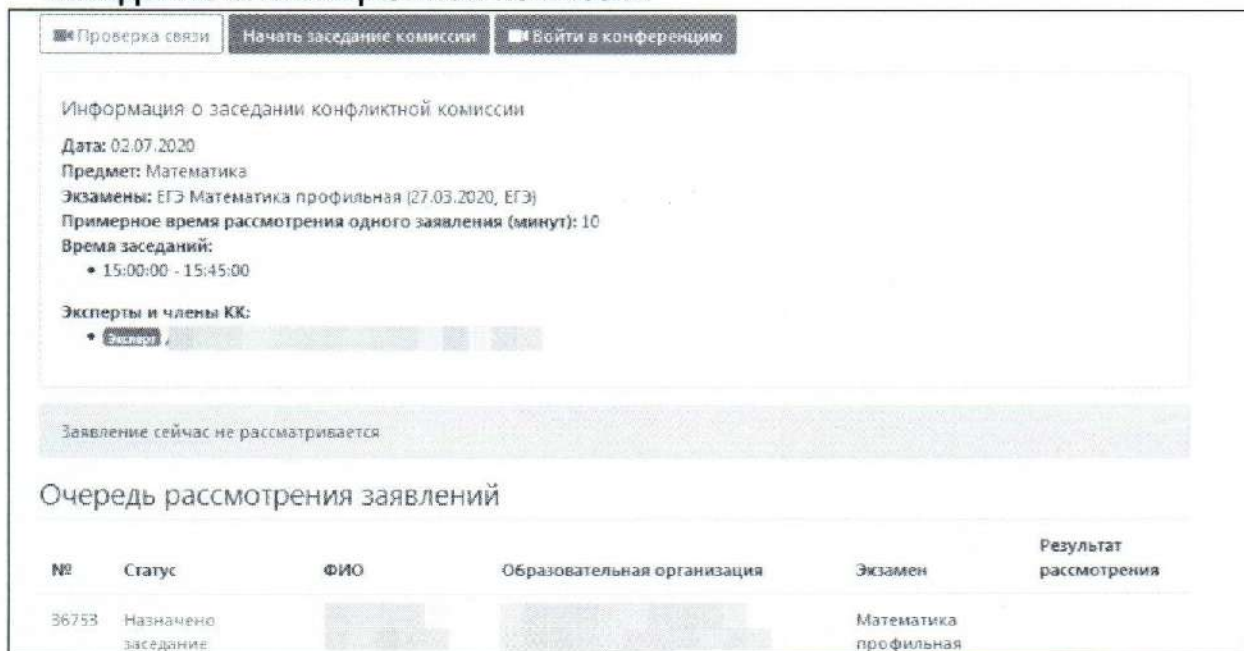 Проверка связи Начать заседание комиссии Войти в конференцию
Информация о заседании конфликтной комиссии
Дата: 02.07.2020
Предмет: Математика
Экзамены: ЕГЭ Математика профильная (27.03.2020, ЕГЭ)
Примерное время рассмотрения одного заявления (минут): 10
Время заседаний:
• 15:00:00 - 15:45:00
Эксперты и члены КК:
• Эксперт
Заявление сейчас не рассматривается
Очередь рассмотрения заявлений
№ Статус ФИО Образовательная организация Экзамен Результат рассмотрения
36753 Назначено Математика
заседание профильная